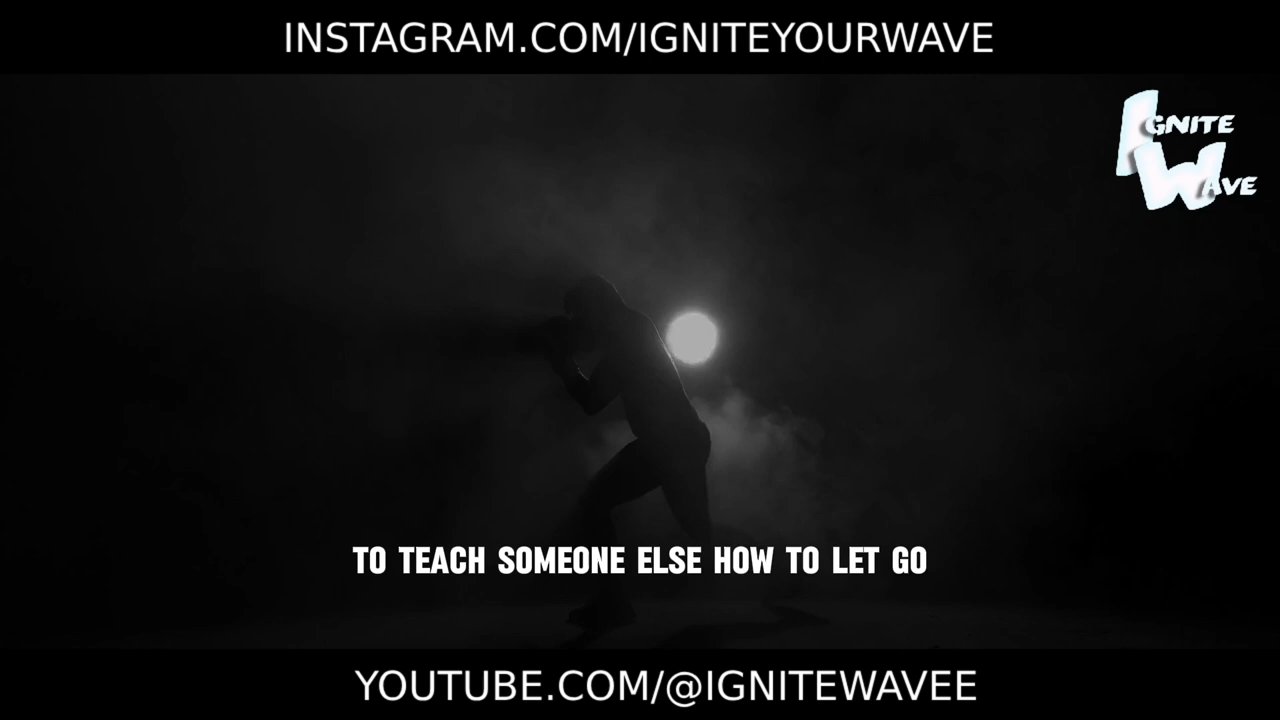 INSTAGRAM.COM/IGNITEYOURWAVE
IGNITE
WAVE
TO TEACH SOMEONE ELSE HOW TO LET GO
YOUTUBE.COM/@IGNITEWAVEE